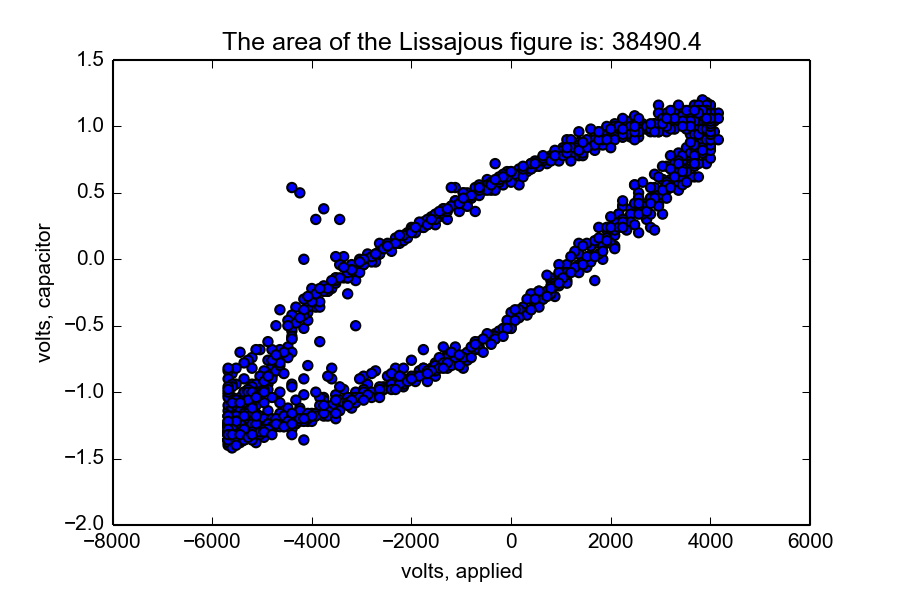 The area of the Lissajous figure is: 38490.4
1.5
1.0
0.5
0.0
−0.5
−1.0
−1.5
−2.0
volts, capacitor
−8000 −6000 −4000 −2000 0 2000 4000 6000
volts, applied